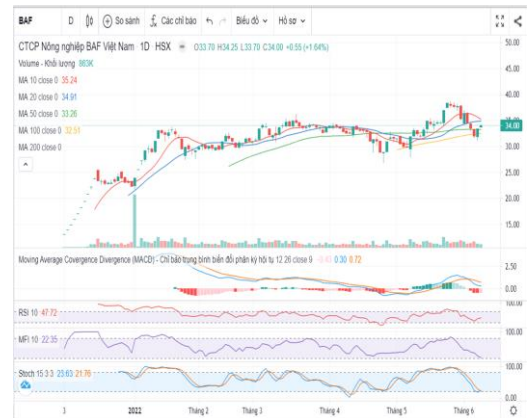 BAF D So sánh Các chỉ báo Biểu đồ Hồ sơ
CTCP Nông nghiệp BAF Việt Nam 1D HSX O33.70 H34.25 L33.70 C34.00 +0.55 (+1.64%)
Volume - Khối lượng 863K
MA 10 close 0 35.24
MA 20 close 0 34.91
MA 50 close 0 33.26
MA 100 close 0 32.51
MA 200 close 0
50.00
45.00
40.00
34.00
30.00
25.00
20.00
15.00
Moving Average Covergence Divergence (MACD) - Chỉ báo trung bình biến đổi phân kỳ hội tụ 12 26 close 9 0.30 0.72
2.50
0.00
RSI 10 47.72
100.00
MFI 10 22.35
100.00
Stoch 15 3 3 23.63 21.76
100.00
0.00
3 2022 Tháng 2 Tháng 3 Tháng 4 Tháng 5 Tháng 6